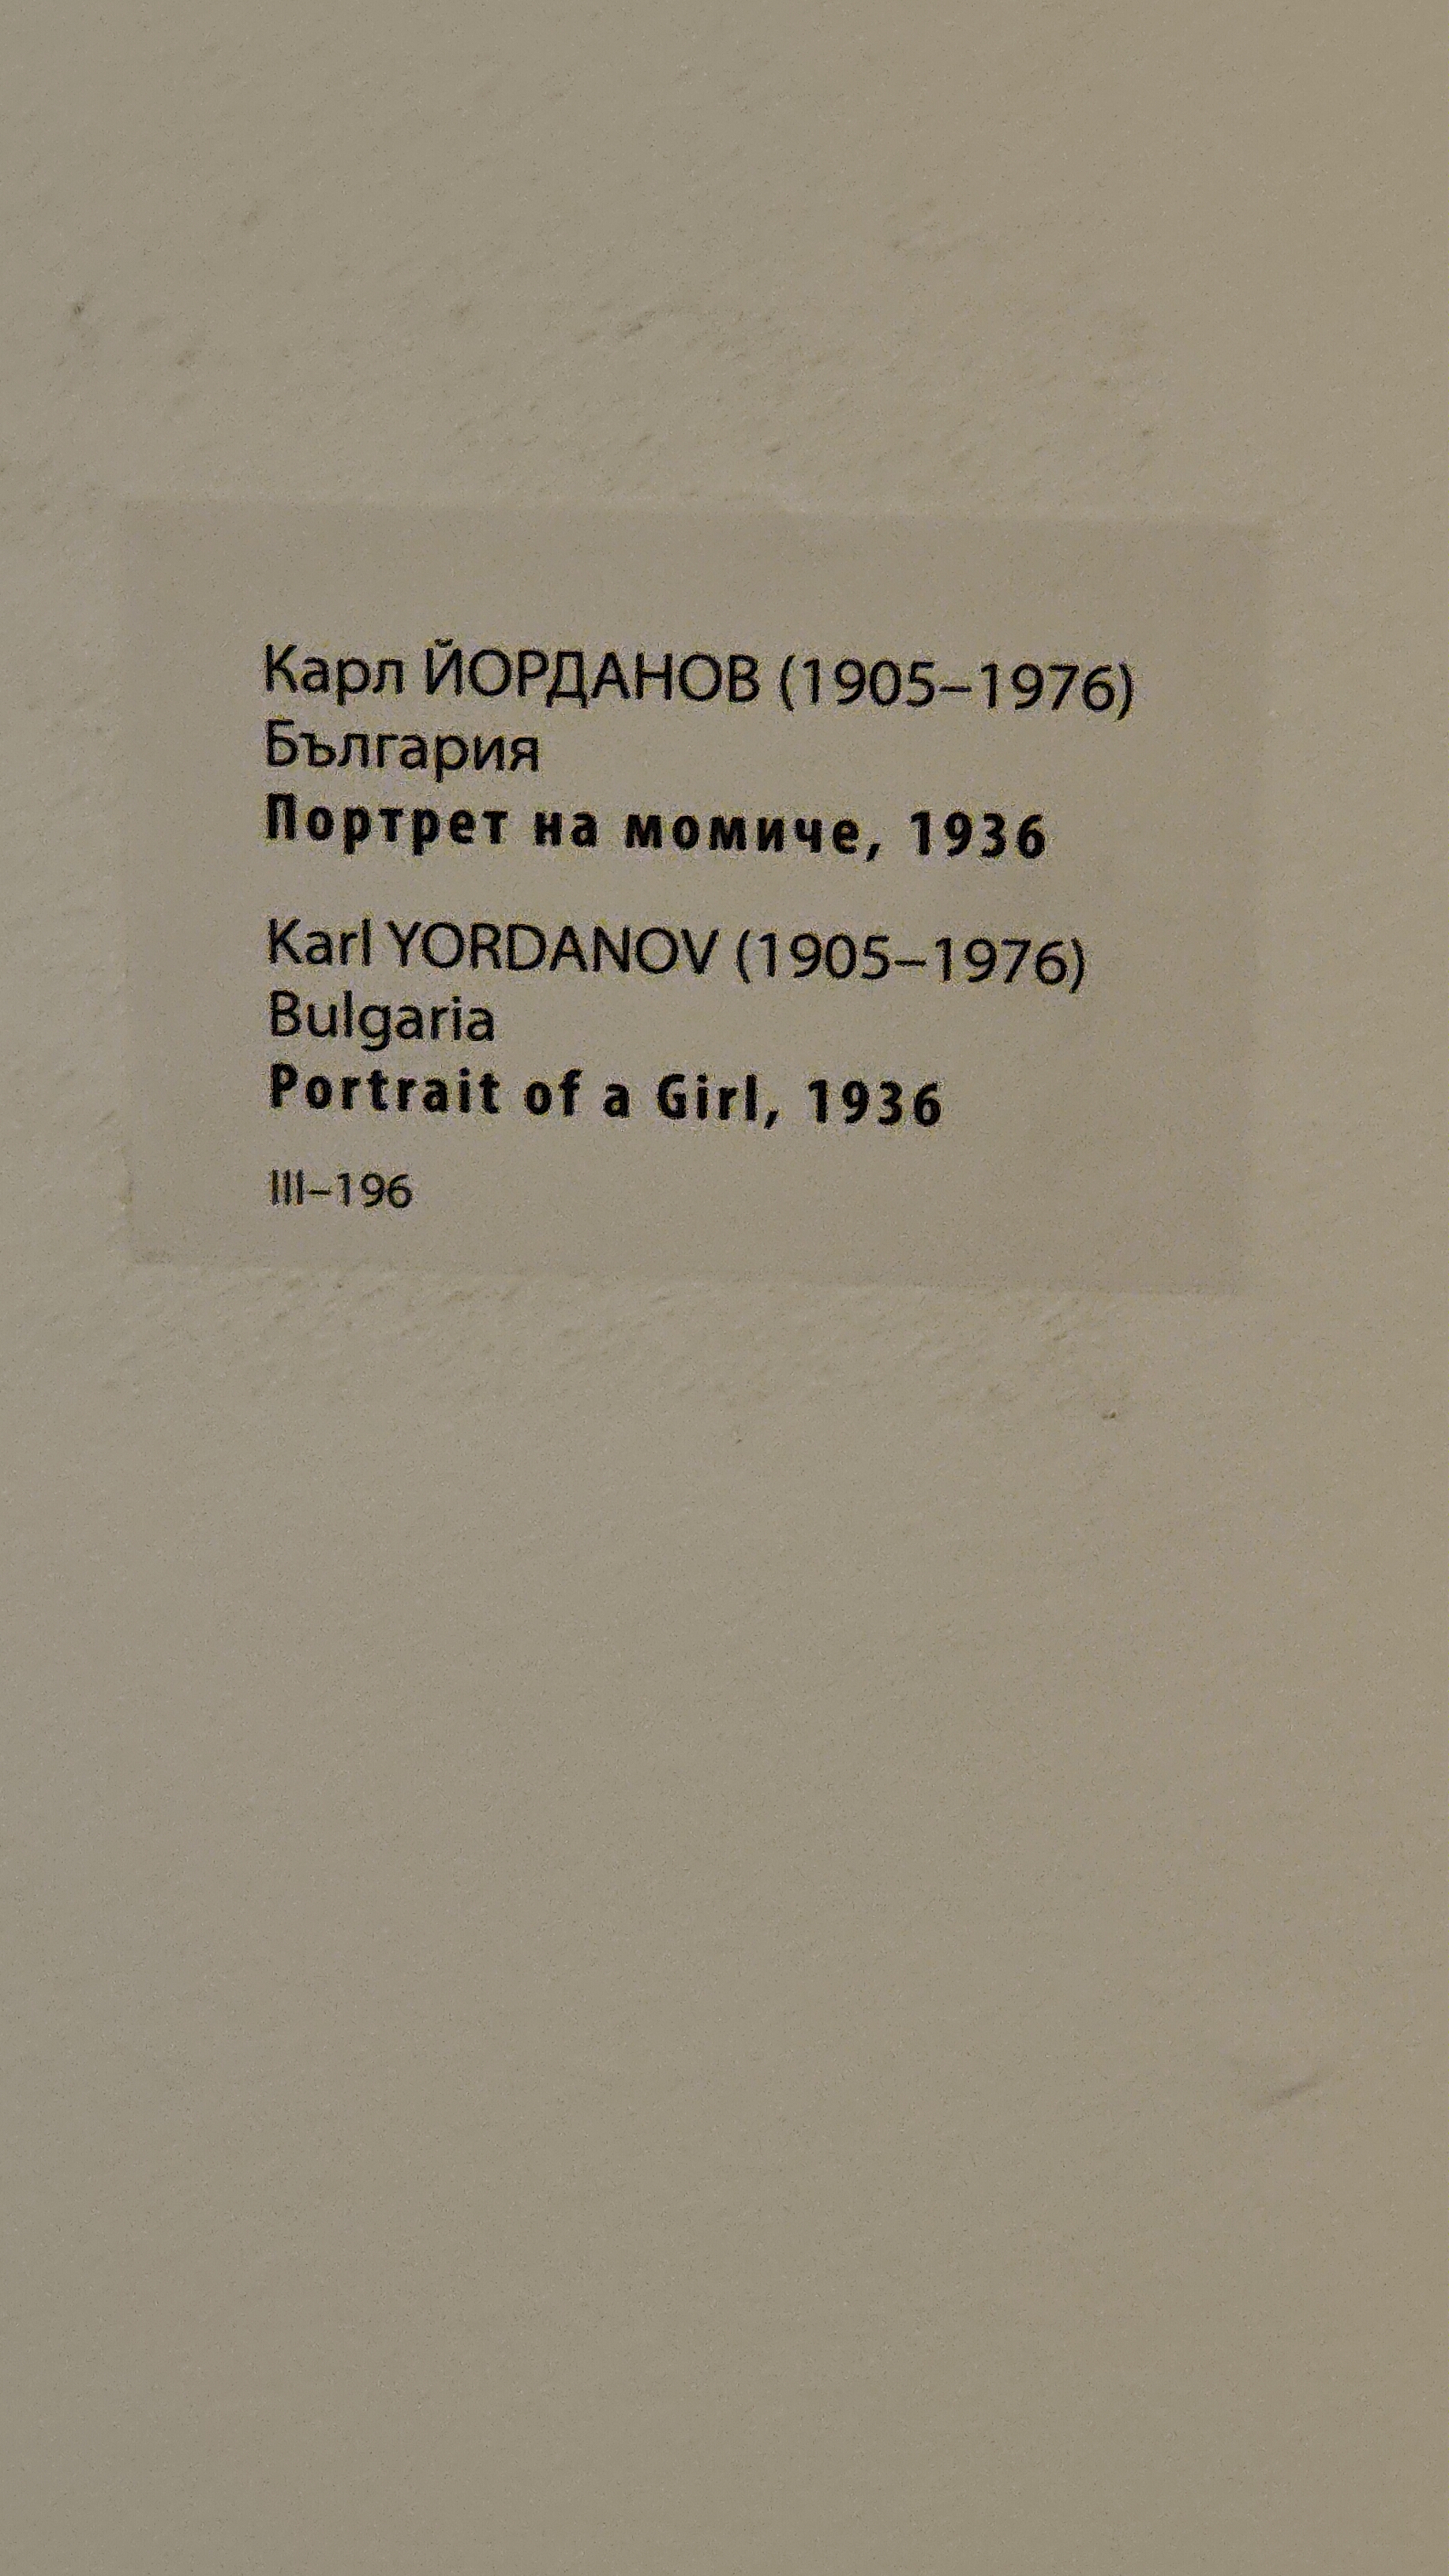 Карл ЙОРДАНОВ (1905–1976)
България
Портрет на момиче, 1936
Karl YORDANOV (1905–1976)
Bulgaria
Portrait of a Girl, 1936
III–196